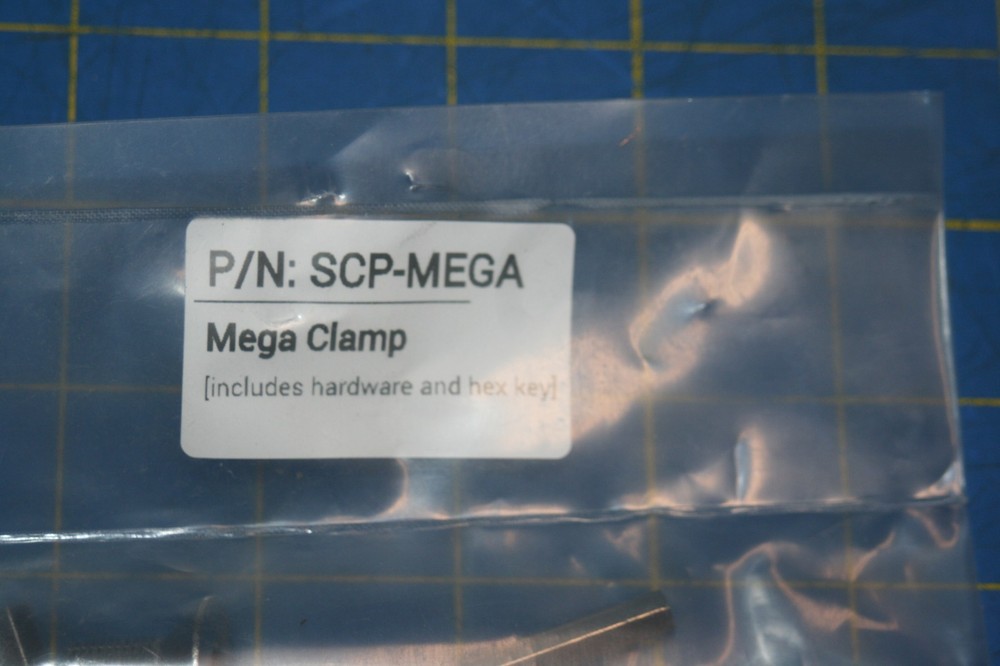 P/N: SCP-MEGA
Mega Clamp
[includes hardware and hex key]